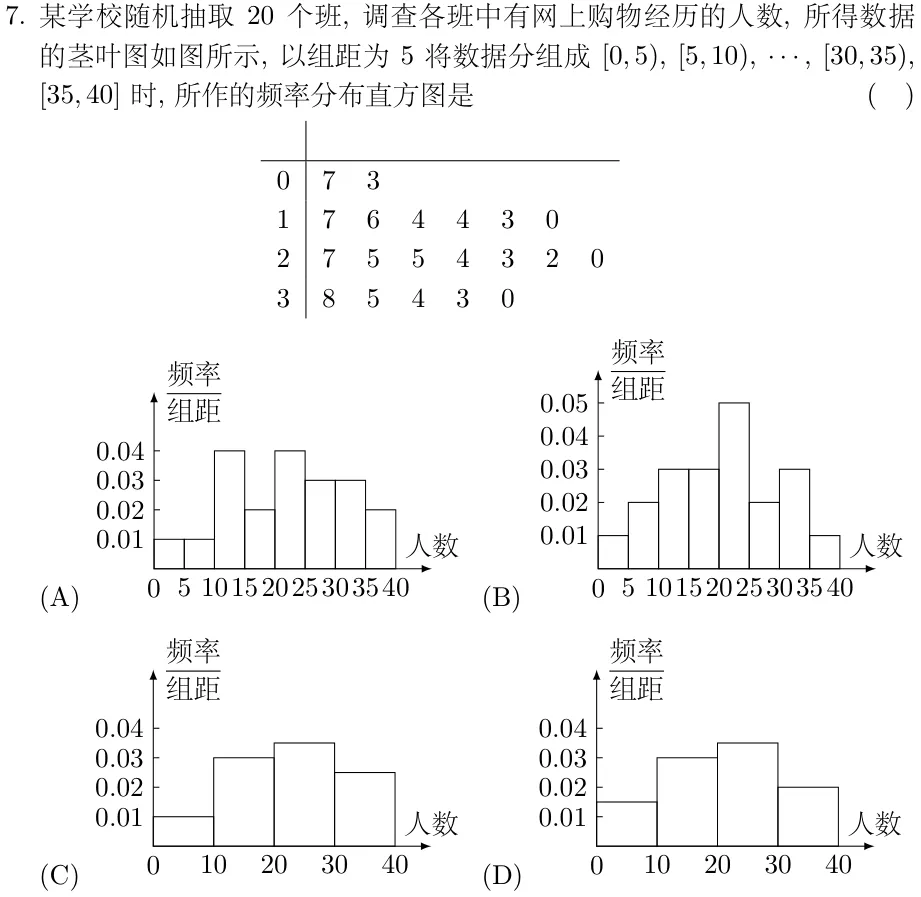 7. 某学校随机抽取 20 个班, 调查各班中有网上购物经历的人数, 所得数据
的茎叶图如图所示, 以组距为 5 将数据分组成 [0, 5), [5, 10), ⋯, [30, 35),
[35, 40] 时, 所作的频率分布直方图是 ( )
0 7 3
1 7 6 4 4 3 0
2 7 5 5 4 3 2 0
3 8 5 4 3 0
频率
组距
0.04
0.03
0.02
0.01
人数
0 5 10 15 20 25 30 35 40
(A)
频率
组距
0.05
0.04
0.03
0.02
0.01
人数
0 5 10 15 20 25 30 35 40
(B)
频率
组距
0.04
0.03
0.02
0.01
人数
0 10 20 30 40
(C)
频率
组距
0.04
0.03
0.02
0.01
人数
0 10 20 30 40
(D)